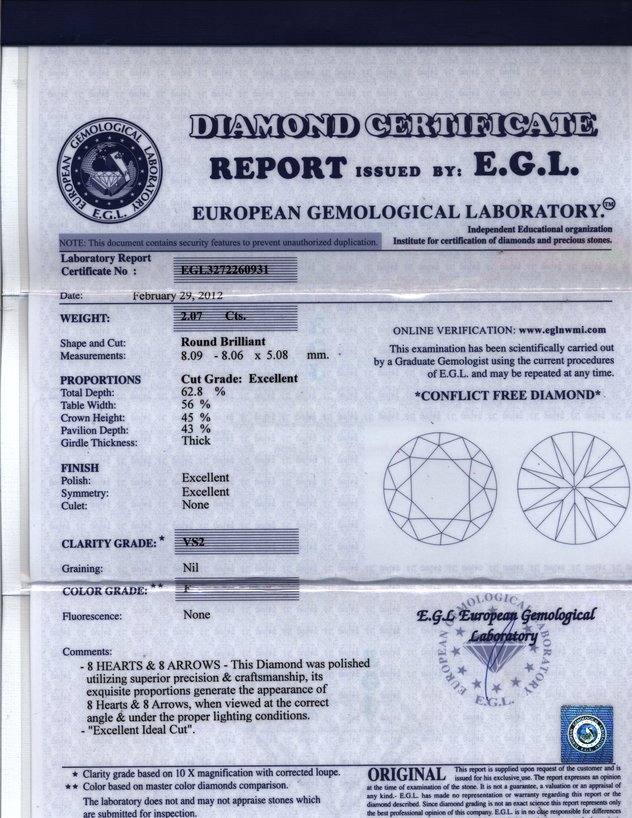 EUROPEAN GEMOLOGICAL LABORATORY
E.G.L.
DIAMOND CERTIFICATE
REPORT ISSUED BY: E.G.L.
EUROPEAN GEMOLOGICAL LABORATORY.™
Independent Educational organization
Institute for certification of diamonds and precious stones.
NOTE: This document contains security features to prevent unauthorized duplication.
Laboratory Report
Certificate No : EGL3272260931
Date: February 29, 2012
WEIGHT: 2.07 Cts.
Shape and Cut: Round Brilliant
Measurements: 8.09 - 8.06 x 5.08 mm.
PROPORTIONS Cut Grade: Excellent
Total Depth: 62.8 %
Table Width: 56 %
Crown Height: 45 %
Pavilion Depth: 43 %
Girdle Thickness: Thick
FINISH
Polish: Excellent
Symmetry: Excellent
Culet: None
CLARITY GRADE: * VS2
Graining: Nil
COLOR GRADE: ** F
Fluorescence: None
Comments:
- 8 HEARTS & 8 ARROWS - This Diamond was polished
utilizing superior precision & craftsmanship, its
exquisite proportions generate the appearance of
8 Hearts & 8 Arrows, when viewed at the correct
angle & under the proper lighting conditions.
- "Excellent Ideal Cut".
* Clarity grade based on 10 X magnification with corrected loupe.
** Color based on master color diamonds comparison.
The laboratory does not and may not appraise stones which
are submitted for inspection.
ONLINE VERIFICATION: www.eglnwmi.com
This examination has been scientifically carried out
by a Graduate Gemologist using the current procedures
of E.G.L. and may be repeated at any time.
*CONFLICT FREE DIAMOND*
E.G.L European Gemological
Laboratory
EUROPEAN GEMOLOGICAL LABORATORY
E.G.L.
ORIGINAL This report is supplied upon request of the customer and is
issued for his exclusive use. The report expresses an opinion
at the time of examination of the stone. It is not a guarantee, a valuation or an appraisal of
any kind.- E.G.L. has made no representation or warranty regarding this report or the
diamond described. Since diamond grading is not an exact science this report represents only
the best professional opinion of this company. E.G.L. is in no case responsible for differences